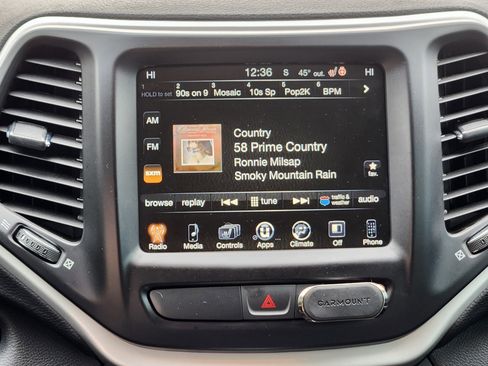 HI 12:36 S 45° out. HI
1 HOLD to set 2 90s on 9 3 Mosaic 4 10s Sp 5 Pop2K 6 BPM
AM
FM
sxm
Country
58 Prime Country
Ronnie Milsap
Smoky Mountain Rain
fav.
browse replay tune traffic & weather audio
Radio Media Controls Apps Climate Off Phone
CARMOUNT